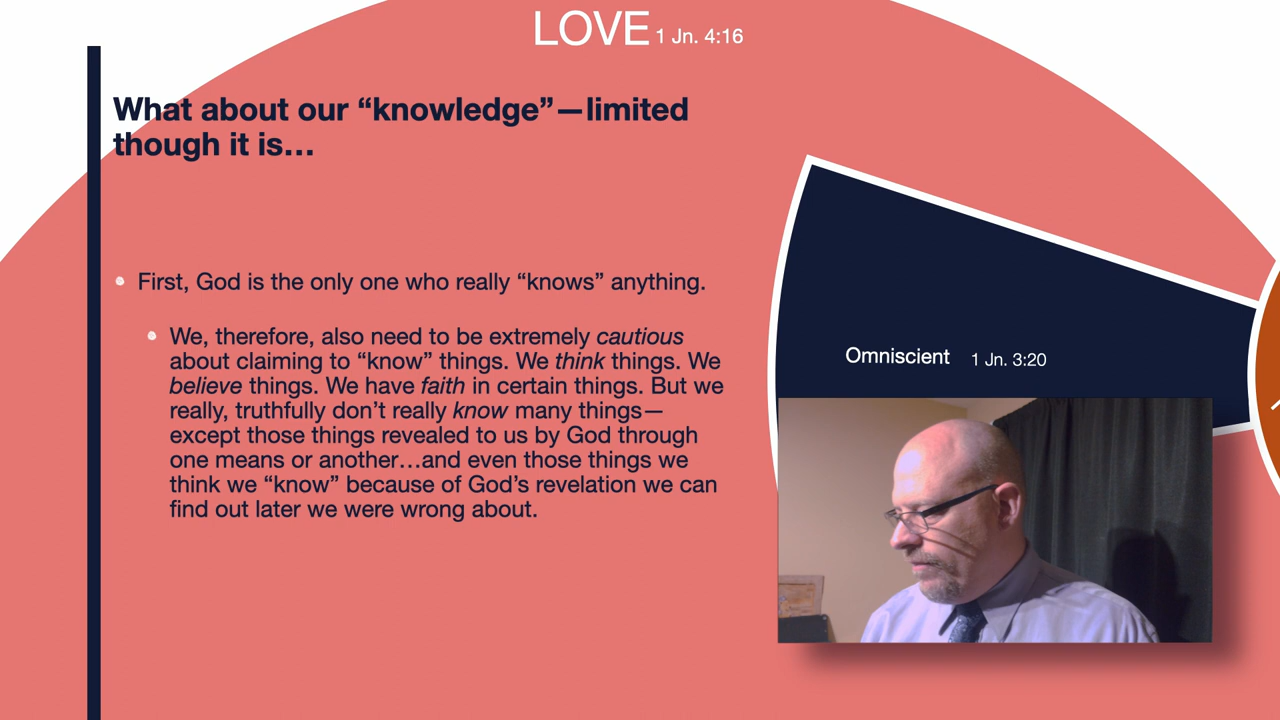 LOVE 1 Jn. 4:16
What about our “knowledge”—limited
though it is…
First, God is the only one who really “knows” anything.
We, therefore, also need to be extremely cautious
about claiming to “know” things. We think things. We
believe things. We have faith in certain things. But we
really, truthfully don’t really know many things—
except those things revealed to us by God through
one means or another…and even those things we
think we “know” because of God’s revelation we can
find out later we were wrong about.
Omniscient 1 Jn. 3:20